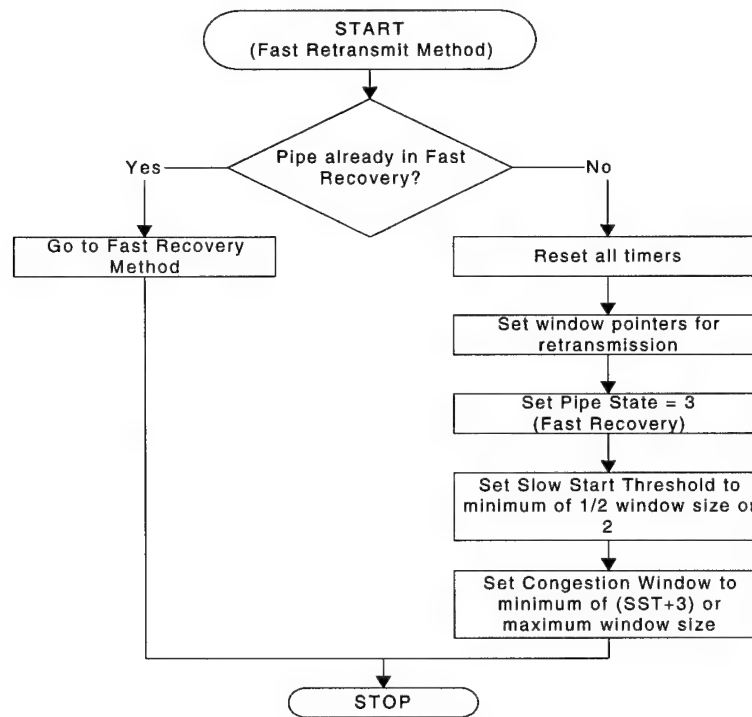 START
(Fast Retransmit Method)
Pipe already in Fast
Recovery?
Yes
No
Go to Fast Recovery
Method
Reset all timers
Set window pointers for
retransmission
Set Pipe State = 3
(Fast Recovery)
Set Slow Start Threshold to
minimum of 1/2 window size or
2
Set Congestion Window to
minimum of (SST+3) or
maximum window size
STOP